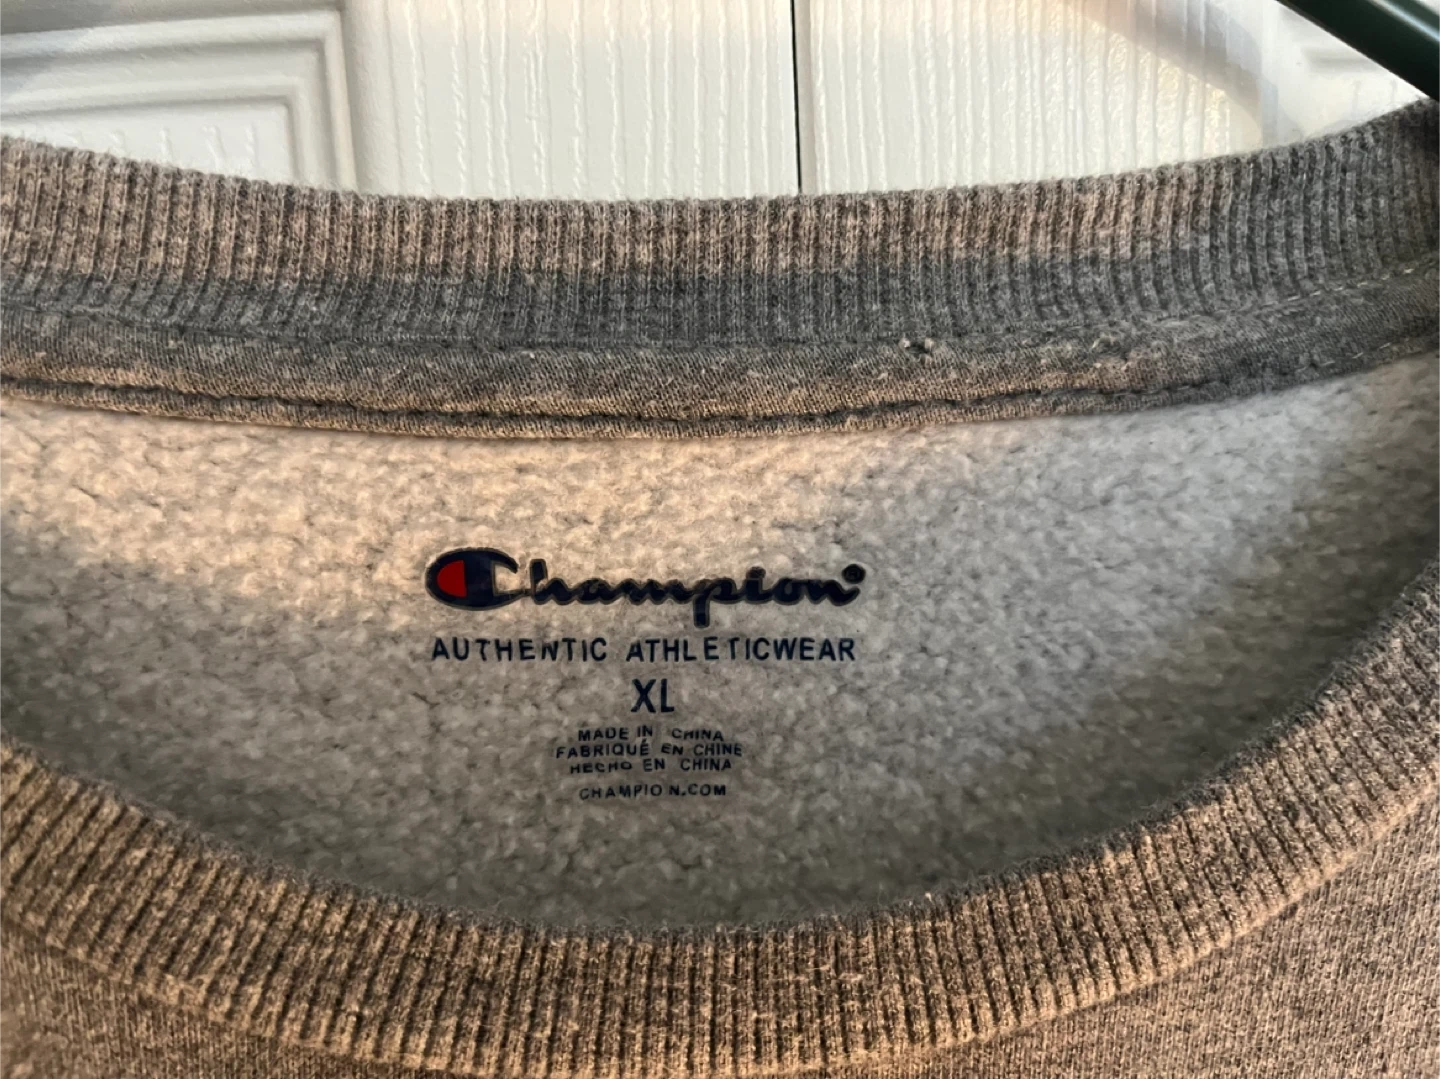 Champion
AUTHENTIC ATHLETICWEAR
XL
MADE IN CHINA
FABRIQUÉ EN CHINE
HECHO EN CHINA
CHAMPION.COM